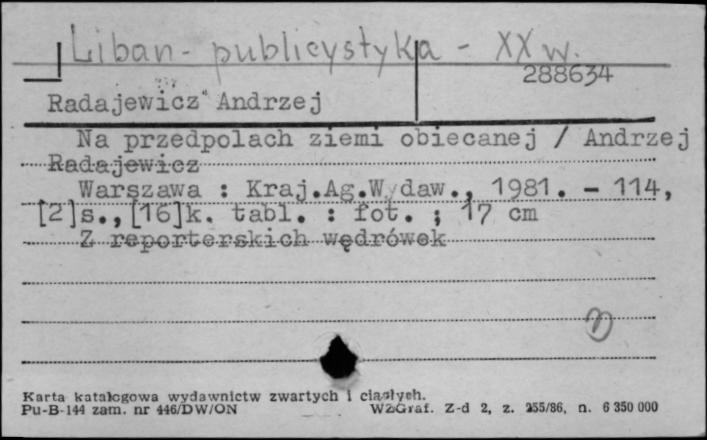 Liban - publicystyka - XX w.
288634
Radajewicz Andrzej
Na przedpolach ziemi obiecanej / Andrzej
Radajewicz
Warszawa : Kraj.Ag.Wydaw., 1981. - 114,
[2]s.,[16]k. tabl. : fot. ; 17 cm
Z reporterskich wędrówek
Karta katalogowa wydawnictw zwartych i ciągłych.
Pu-B-144 zam. nr 446/DW/ON WZGraf. Z-d 2, z. 255/86, n. 6 350 000